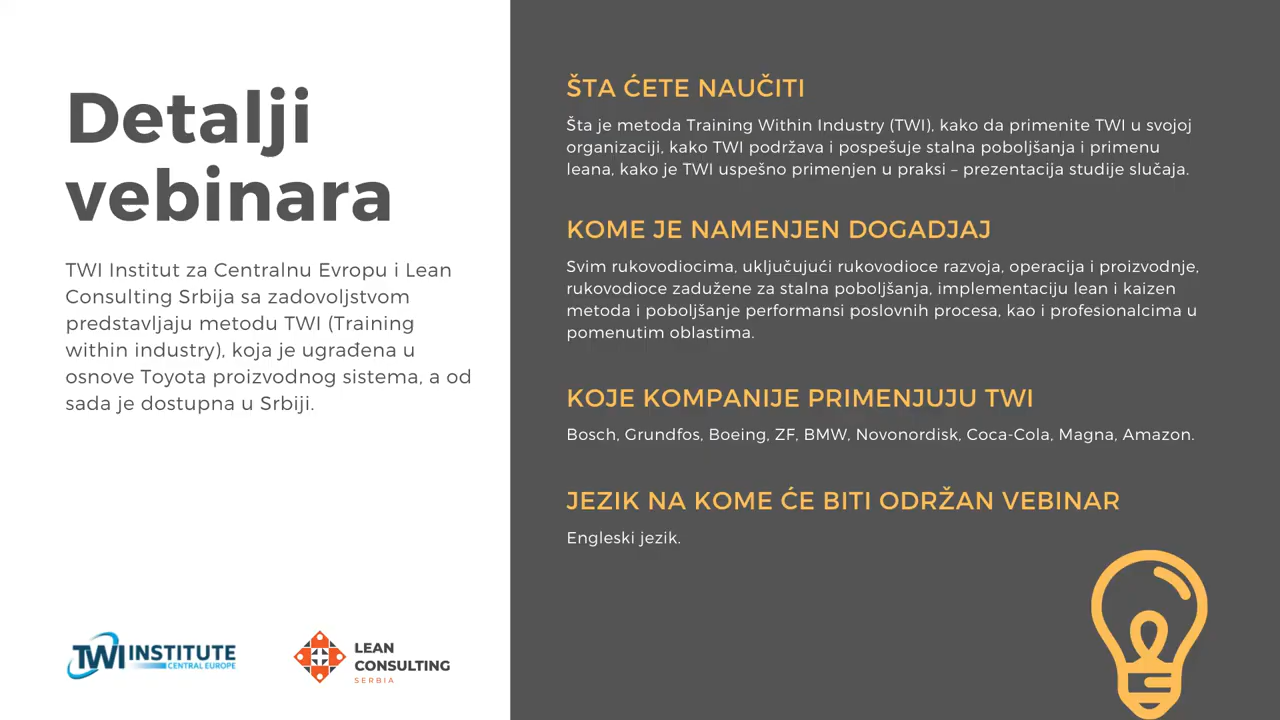 Detalji
vebinara
TWI Institut za Centralnu Evropu i Lean
Consulting Srbija sa zadovoljstvom
predstavljaju metodu TWI (Training
within industry), koja je ugrađena u
osnove Toyota proizvodnog sistema, a od
sada je dostupna u Srbiji.
TWI INSTITUTE
CENTRAL EUROPE
LEAN
CONSULTING
SERBIA
ŠTA ĆETE NAUČITI
Šta je metoda Training Within Industry (TWI), kako da primenite TWI u svojoj
organizaciji, kako TWI podržava i pospešuje stalna poboljšanja i primenu
leana, kako je TWI uspešno primenjen u praksi – prezentacija studije slučaja.
KOME JE NAMENJEN DOGADJAJ
Svim rukovodiocima, uključujući rukovodioce razvoja, operacija i proizvodnje,
rukovodioce zadužene za stalna poboljšanja, implementaciju lean i kaizen
metoda i poboljšanje performansi poslovnih procesa, kao i profesionalcima u
pomenutim oblastima.
KOJE KOMPANIJE PRIMENJUJU TWI
Bosch, Grundfos, Boeing, ZF, BMW, Novonordisk, Coca-Cola, Magna, Amazon.
JEZIK NA KOME ĆE BITI ODRŽAN VEBINAR
Engleski jezik.